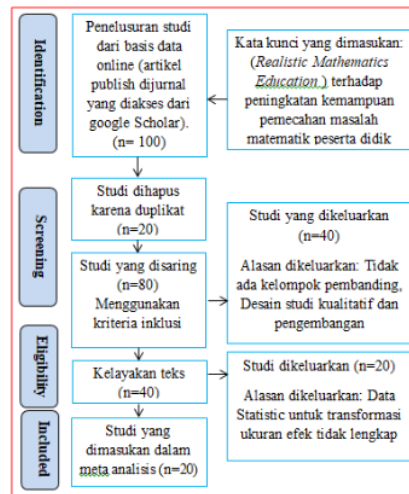 Identification
Penelusuran studi
dari basis data
online (artikel
publish dijurnal
yang diakses dari
google Scholar).
(n= 100)
Kata kunci yang dimasukan:
(Realistic Mathematics
Education ) terhadap
peningkatan kemampuan
pemecahan masalah
matematik peserta didik
Screening
Studi dihapus
karena duplikat
(n=20)
Studi yang disaring
(n=80)
Menggunakan
kriteria inklusi
Studi yang dikeluarkan
(n=40)
Alasan dikeluarkan: Tidak
ada kelompok pembanding,
Desain studi kualitatif dan
pengembangan
Eligibility
Kelayakan teks
(n=40)
Studi dikeluarkan (n=20)
Alasan dikeluarkan: Data
Statistic untuk transformasi
ukuran efek tidak lengkap
Included
Studi yang
dimasukan dalam
meta analisis (n=20)